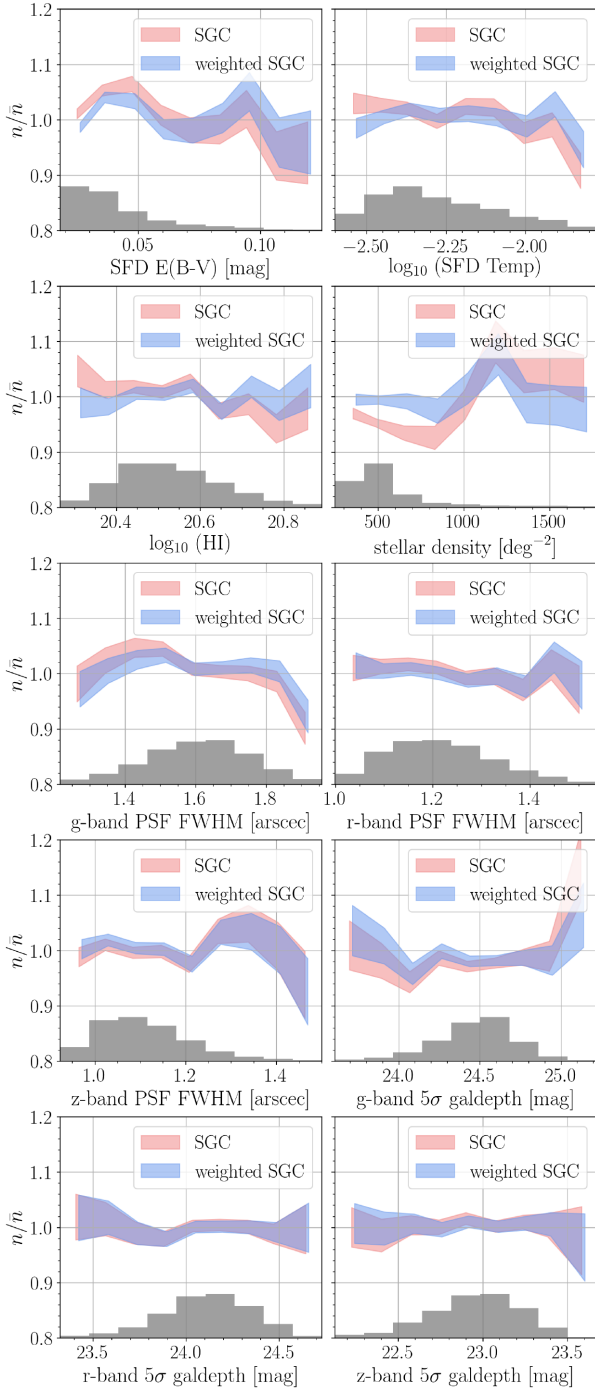 1.2
1.1
1.0
0.9
0.8
n/n̄
SGC
weighted SGC
0.05
0.10
SFD E(B-V) [mag]
SGC
weighted SGC
−2.50
−2.25
−2.00
log₁₀ (SFD Temp)
1.2
1.1
1.0
0.9
0.8
n/n̄
SGC
weighted SGC
20.4
20.6
20.8
log₁₀ (HI)
SGC
weighted SGC
500
1000
1500
stellar density [deg⁻²]
1.2
1.1
1.0
0.9
0.8
n/n̄
SGC
weighted SGC
1.4
1.6
1.8
g-band PSF FWHM [arscec]
SGC
weighted SGC
1.0
1.2
1.4
r-band PSF FWHM [arscec]
1.2
1.1
1.0
0.9
0.8
n/n̄
SGC
weighted SGC
1.0
1.2
1.4
z-band PSF FWHM [arscec]
SGC
weighted SGC
24.0
24.5
25.0
g-band 5σ galdepth [mag]
1.2
1.1
1.0
0.9
0.8
n/n̄
SGC
weighted SGC
23.5
24.0
24.5
r-band 5σ galdepth [mag]
SGC
weighted SGC
22.5
23.0
23.5
z-band 5σ galdepth [mag]